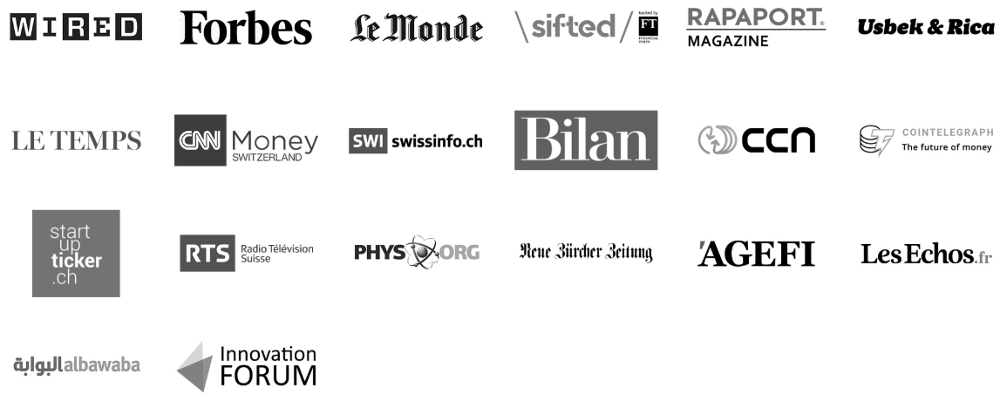 WIRED
Forbes
Le Monde
\sifted/
backed by
FT
FINANCIAL
TIMES
RAPAPORT®
MAGAZINE
Usbek & Rica
LE TEMPS
CNN Money
SWITZERLAND
SWI swissinfo.ch
Bilan
CCN
COINTELEGRAPH
The future of money
start
up
ticker
.ch
RTS
Radio Télévision
Suisse
PHYS ORG
Neue Zürcher Zeitung
'AGEFI
LesEchos.fr
البوابة albawaba
Innovation
FORUM